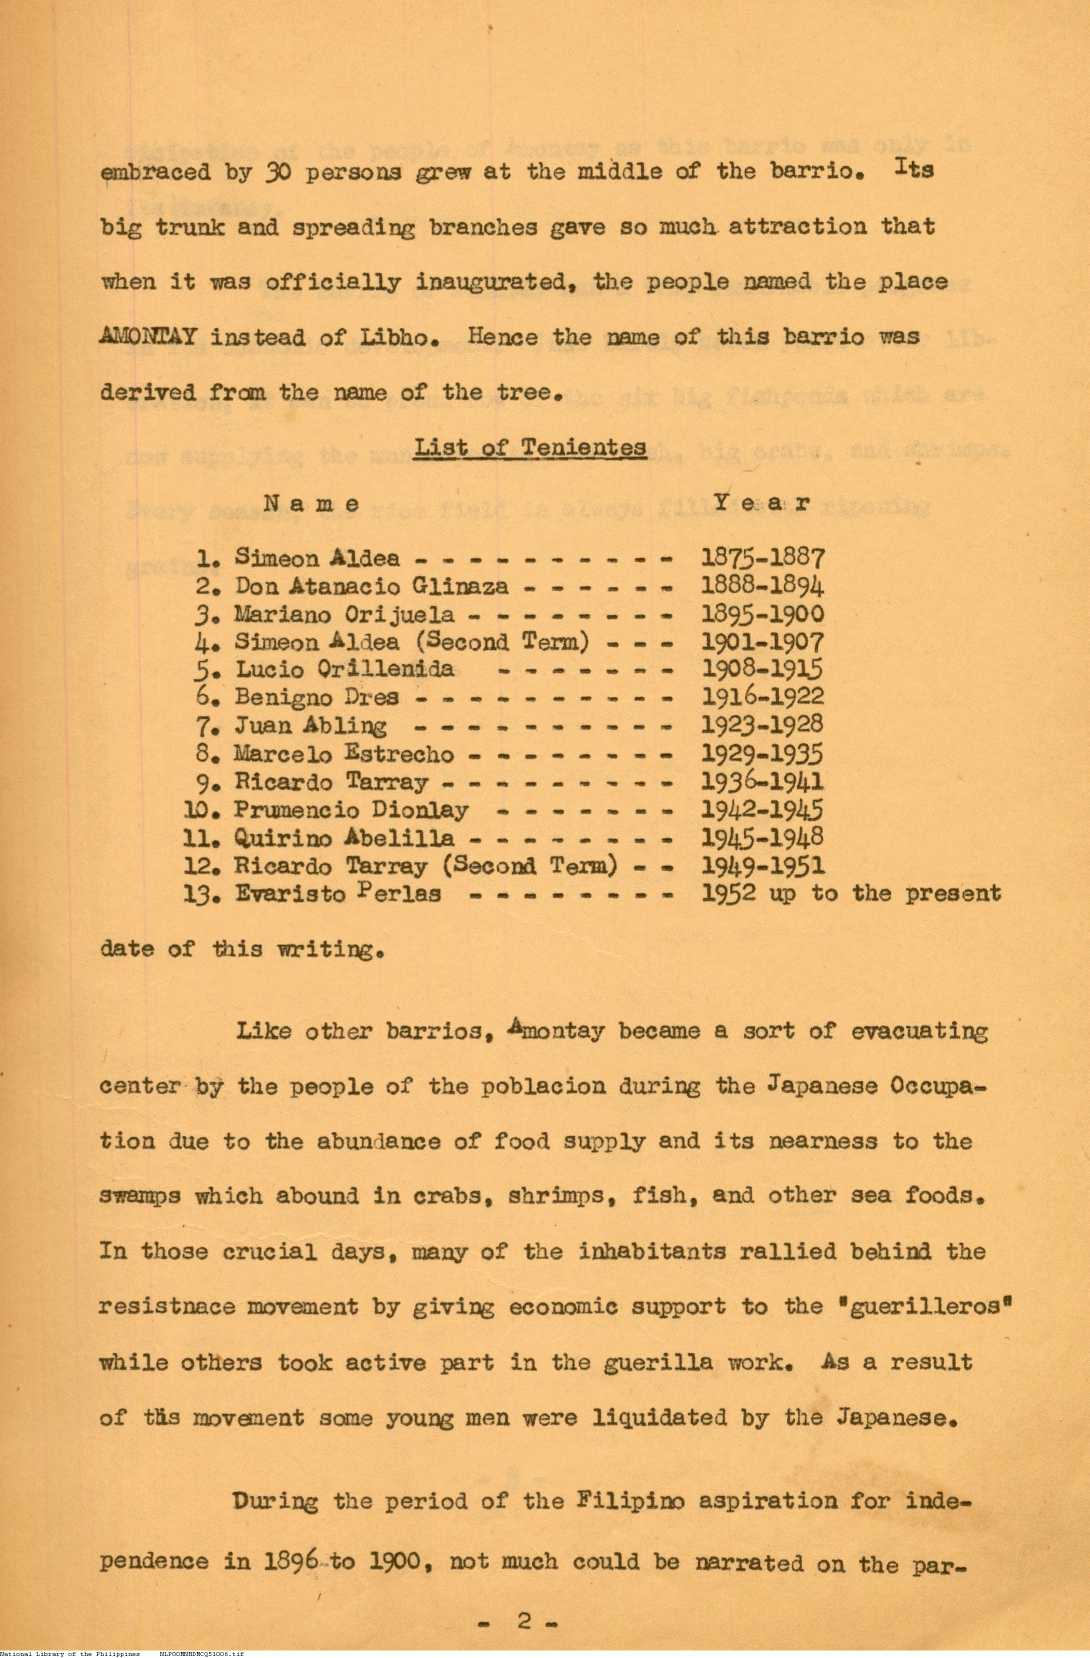 embraced by 30 persons grew at the middle of the barrio. Its
big trunk and spreading branches gave so much attraction that
when it was officially inaugurated, the people named the place
AMONTAY instead of Libho. Hence the name of this barrio was
derived from the name of the tree.
List of Tenientes
N a m e Y e a r
1. Simeon Aldea - - - - - - - - - - 1875-1887
2. Don Atanacio Glinaza - - - - - - 1888-1894
3. Mariano Orijuela - - - - - - - - 1895-1900
4. Simeon Aldea (Second Term) - - - 1901-1907
5. Lucio Orillenida - - - - - - - 1908-1915
6. Benigno Dres - - - - - - - - - - 1916-1922
7. Juan Abling - - - - - - - - - - 1923-1928
8. Marcelo Estrecho - - - - - - - - 1929-1935
9. Ricardo Tarray - - - - - - - - - 1936-1941
10. Prumencio Dionlay - - - - - - - 1942-1945
11. Quirino Abelilla - - - - - - - - 1945-1948
12. Ricardo Tarray (Second Term) - - 1949-1951
13. Evaristo Perlas - - - - - - - - 1952 up to the present
date of this writing.
Like other barrios, Amontay became a sort of evacuating
center by the people of the poblacion during the Japanese Occupa-
tion due to the abundance of food supply and its nearness to the
swamps which abound in crabs, shrimps, fish, and other sea foods.
In those crucial days, many of the inhabitants rallied behind the
resistnace movement by giving economic support to the "guerilleros"
while others took active part in the guerilla work. As a result
of this movement some young men were liquidated by the Japanese.
During the period of the Filipino aspiration for inde-
pendence in 1896 to 1900, not much could be narrated on the par-
- 2 -
National Library of the Philippines NLPOOMNBDMCQ51006.tif